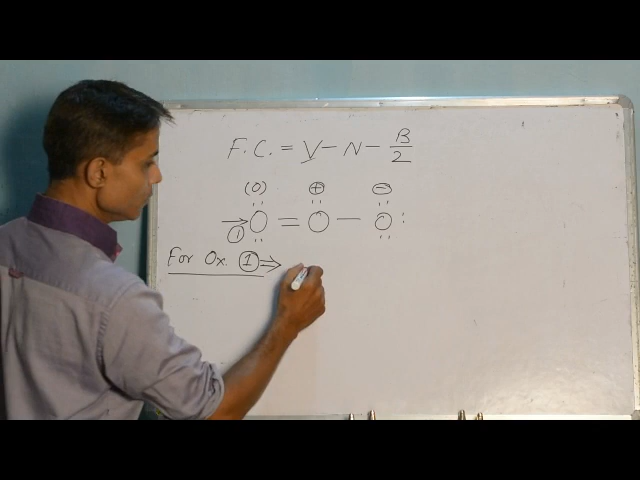 F.C. = V - N - B/2
(0) ⊕ ⊖
→ O = O — O :
①
For Ox. ① ⇒